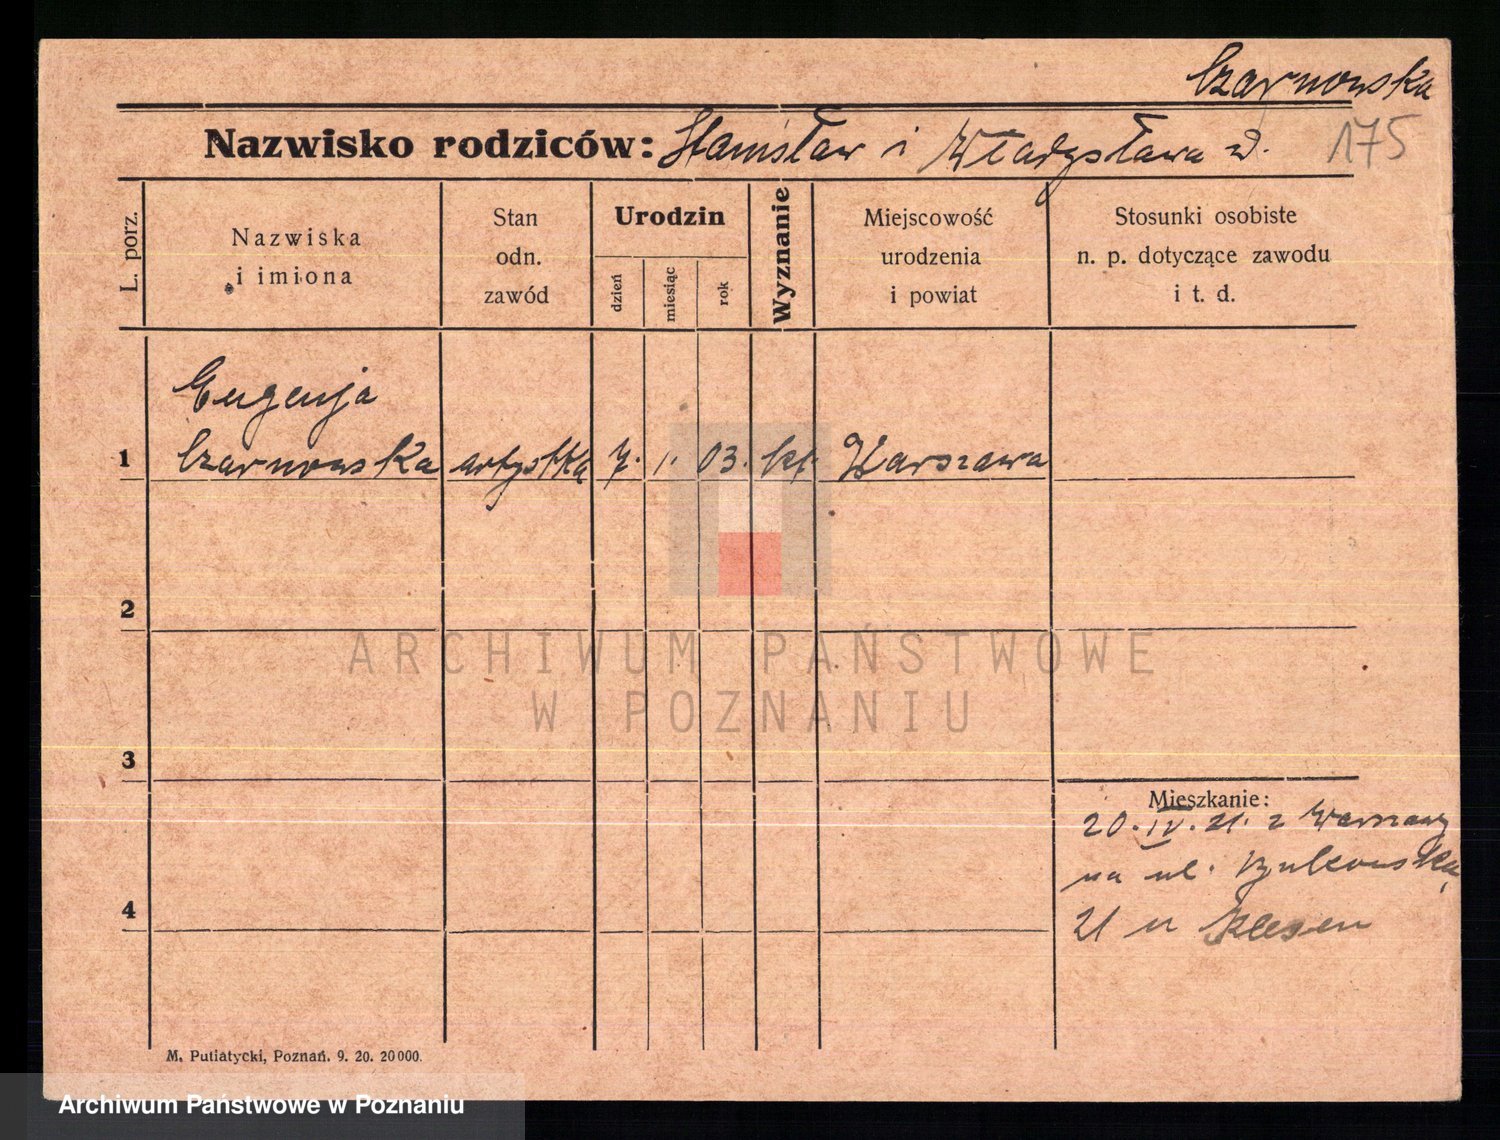 Czarnowska
Nazwisko rodziców: Stanisław i Władysława
175
L. porz.
Nazwiska
i imiona
Stan
odn.
zawód
Urodzin
dzień
miesiąc
rok
Wyznanie
Miejscowość
urodzenia
i powiat
Stosunki osobiste
n. p. dotyczące zawodu
i t. d.
Eugenja
1 Czarnowska artystka 7. 1. 03. kt. Warszawa
2
3
Mieszkanie:
20. IV. 21. z Warszawy
na ul.
4
21 u
M. Putiatycki, Poznań. 9. 20. 20000.
ARCHIWUM PAŃSTWOWE
W POZNANIU
Archiwum Państwowe w Poznaniu